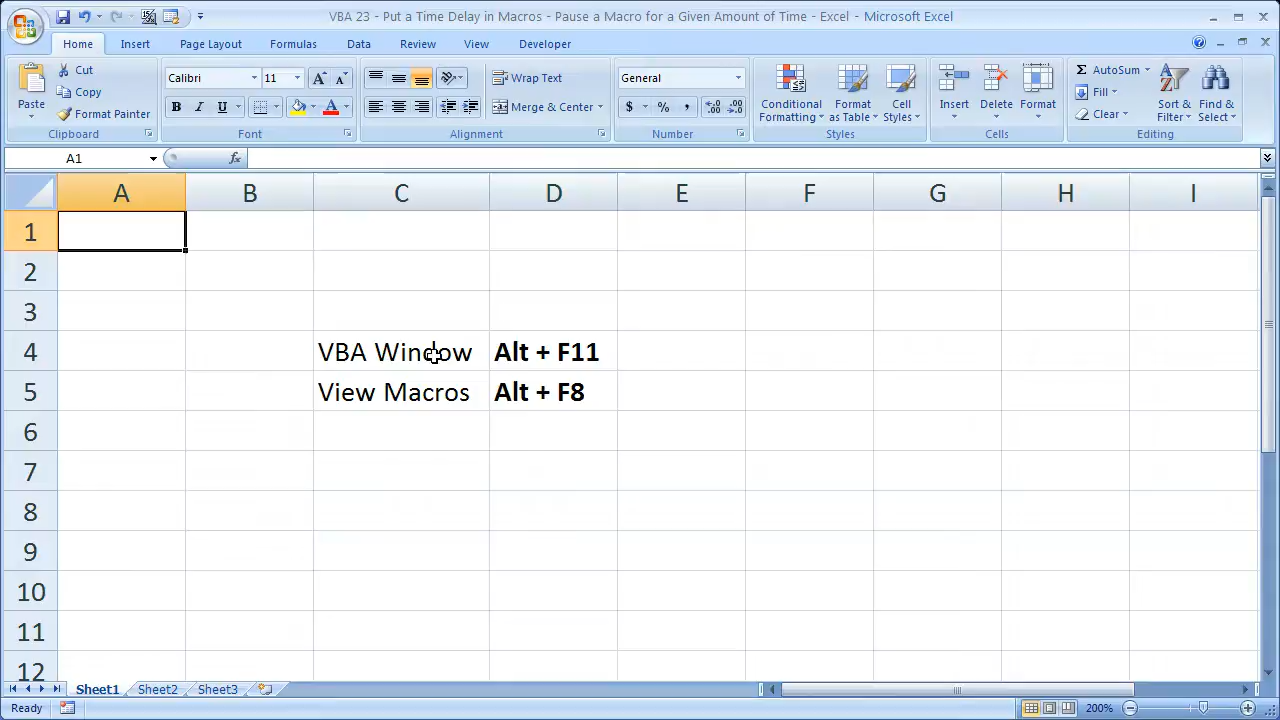 VBA 23 - Put a Time Delay in Macros - Pause a Macro for a Given Amount of Time - Excel - Microsoft Excel
Home Insert Page Layout Formulas Data Review View Developer
Paste
Cut
Copy
Format Painter
Clipboard
Calibri 11
B I U
Font
Wrap Text
Merge & Center
Alignment
General
$ % ,
Number
Conditional Formatting
Format as Table
Cell Styles
Styles
Insert Delete Format
Cells
AutoSum
Fill
Clear
Sort & Filter
Find & Select
Editing
A1 fx
A B C D E F G H I
1
2
3
4 VBA Window Alt + F11
5 View Macros Alt + F8
6
7
8
9
10
11
12
Sheet1 Sheet2 Sheet3
Ready 200%